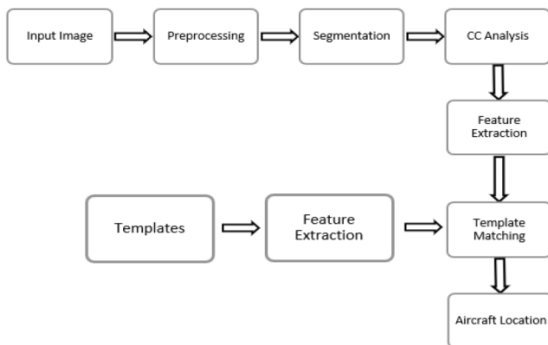 Input Image
Preprocessing
Segmentation
CC Analysis
Feature
Extraction
Templates
Feature
Extraction
Template
Matching
Aircraft Location